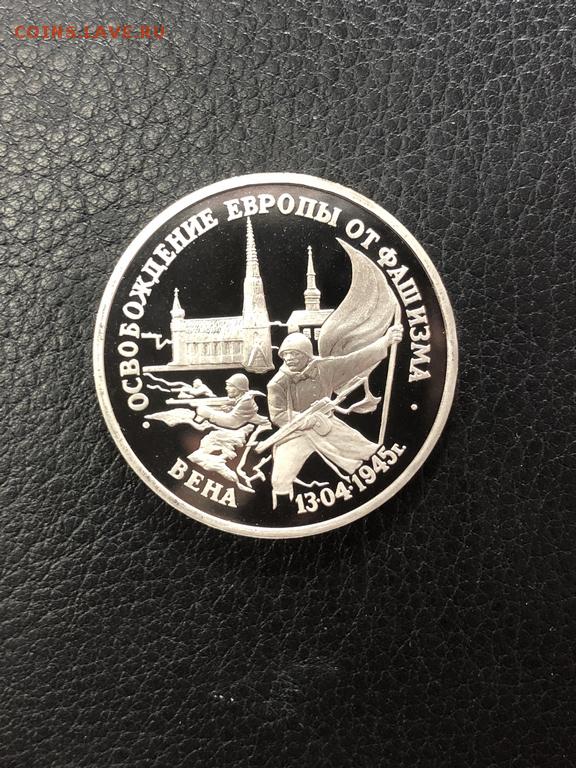 COINS.LAVE.RU
·ОСВОБОЖДЕНИЕ ЕВРОПЫ ОТ ФАШИЗМА·
ВЕНА
13·04·1945г.